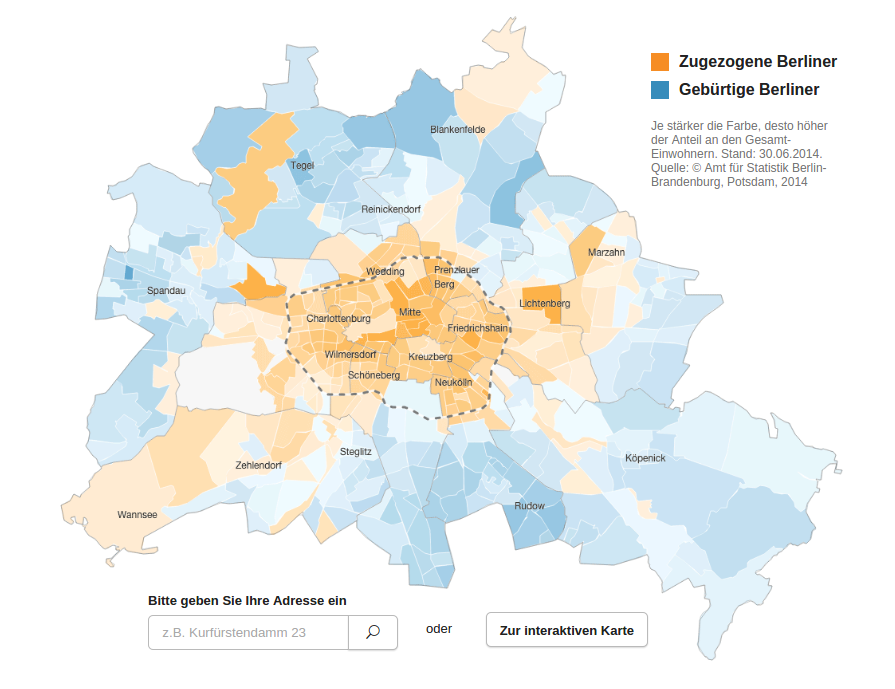 Zugezogene Berliner
Gebürtige Berliner
Je stärker die Farbe, desto höher
der Anteil an den Gesamt-
Einwohnern. Stand: 30.06.2014.
Quelle: © Amt für Statistik Berlin-
Brandenburg, Potsdam, 2014
Blankenfelde
Tegel
Reinickendorf
Marzahn
Wedding
Prenzlauer
Berg
Spandau
Lichtenberg
Charlottenburg
Mitte
Friedrichshain
Wilmersdorf
Kreuzberg
Schöneberg
Neukölln
Steglitz
Zehlendorf
Köpenick
Rudow
Wannsee
Bitte geben Sie Ihre Adresse ein
z.B. Kurfürstendamm 23
oder
Zur interaktiven Karte